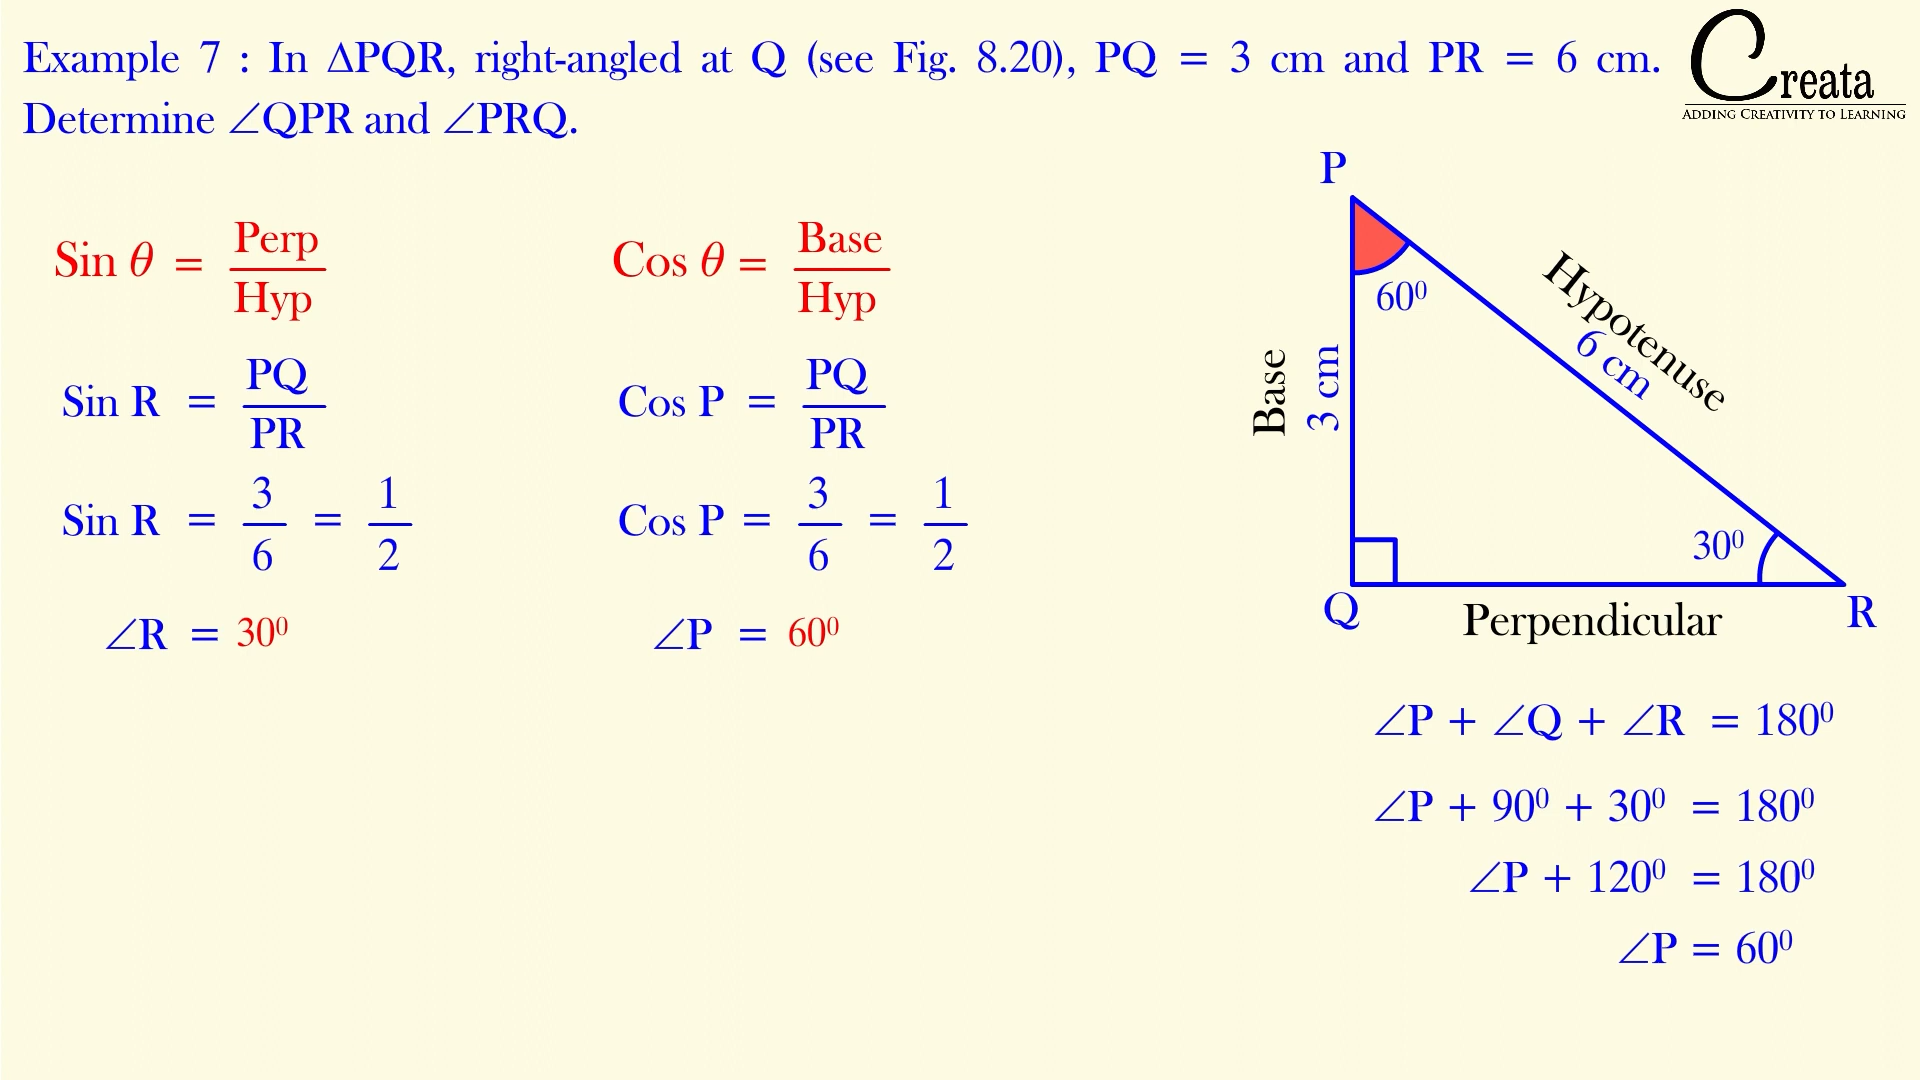 Example 7 : In ΔPQR, right-angled at Q (see Fig. 8.20), PQ = 3 cm and PR = 6 cm.
Determine ∠QPR and ∠PRQ.
Creata
ADDING CREATIVITY TO LEARNING
Sin θ = Perp / Hyp
Sin R = PQ / PR
Sin R = 3 / 6 = 1 / 2
∠R = 30⁰
Cos θ = Base / Hyp
Cos P = PQ / PR
Cos P = 3 / 6 = 1 / 2
∠P = 60⁰
P
60⁰
Hypotenuse
6 cm
Base
3 cm
30⁰
Q
Perpendicular
R
∠P + ∠Q + ∠R = 180⁰
∠P + 90⁰ + 30⁰ = 180⁰
∠P + 120⁰ = 180⁰
∠P = 60⁰